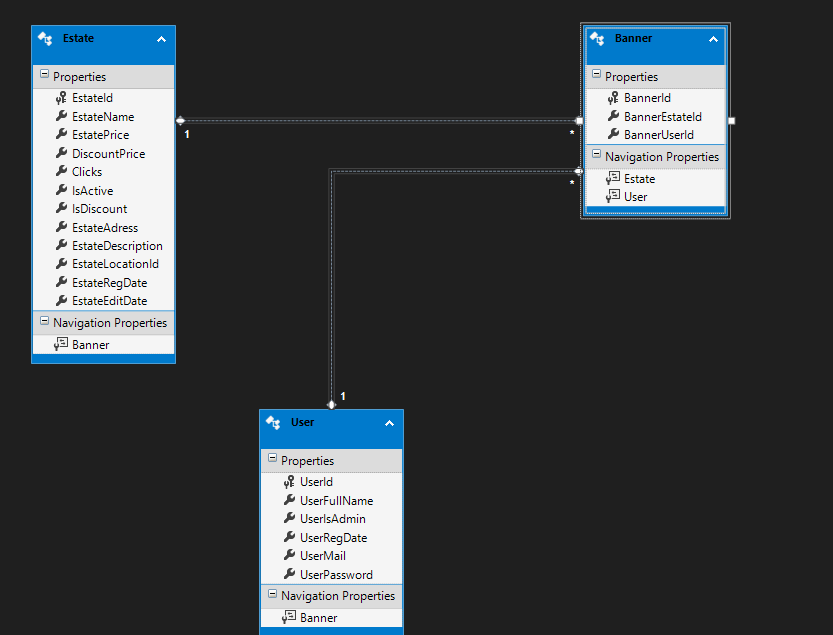 Estate
Properties
EstateId
EstateName
EstatePrice
DiscountPrice
Clicks
IsActive
IsDiscount
EstateAdress
EstateDescription
EstateLocationId
EstateRegDate
EstateEditDate
Navigation Properties
Banner
1
*
Banner
Properties
BannerId
BannerEstateId
BannerUserId
Navigation Properties
Estate
User
*
1
User
Properties
UserId
UserFullName
UserIsAdmin
UserRegDate
UserMail
UserPassword
Navigation Properties
Banner